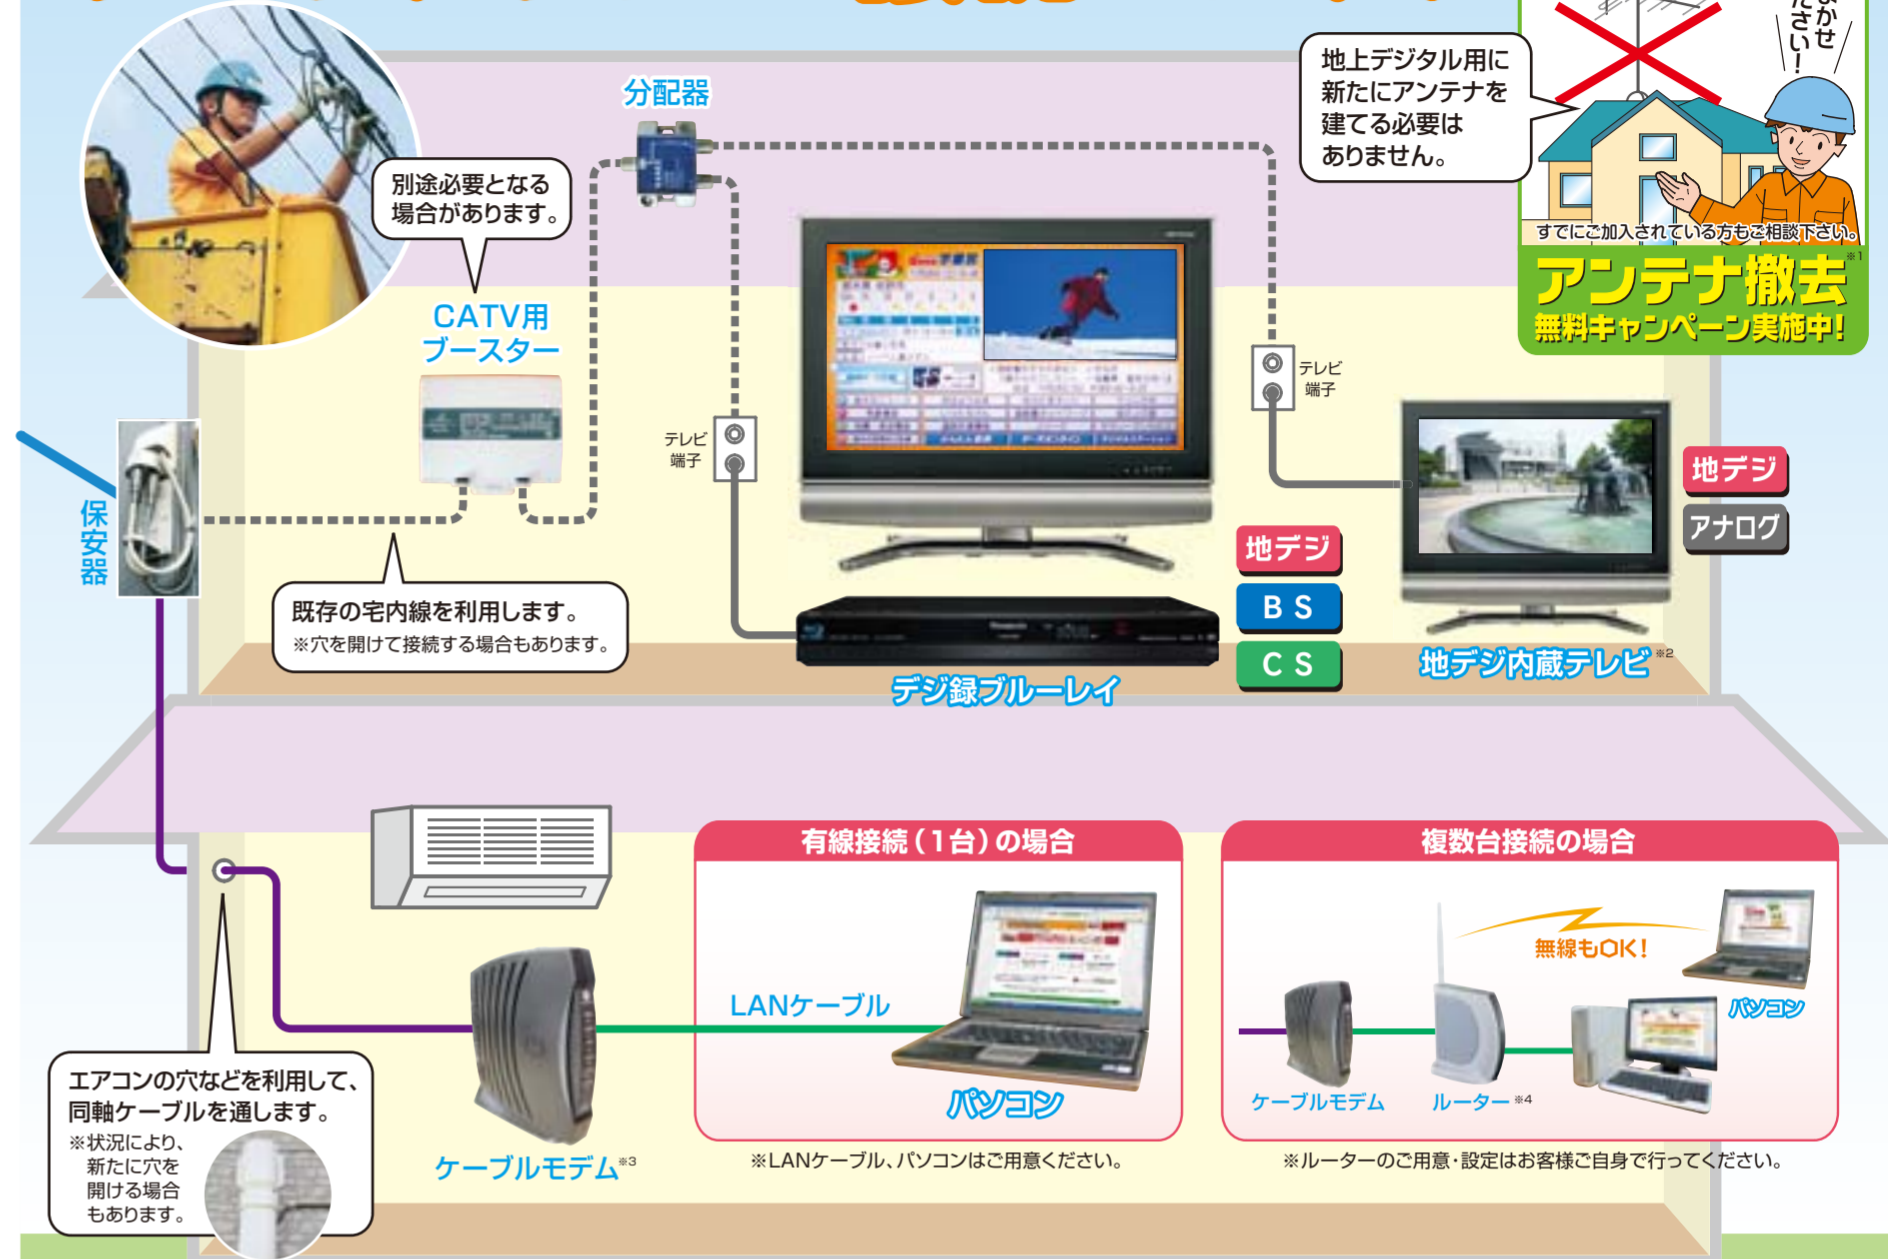 まかせ
ださい!
地上デジタル用に
新たにアンテナを
建てる必要は
ありません。
すでにご加入されている方もご相談下さい。
アンテナ撤去※1
無料キャンペーン実施中!
分配器
別途必要となる
場合があります。
CATV用
ブースター
テレビ
端子
テレビ
端子
保安器
既存の宅内線を利用します。
※穴を開けて接続する場合もあります。
地デジ
BS
CS
デジ録ブルーレイ
地デジ
アナログ
地デジ内蔵テレビ※2
エアコンの穴などを利用して、
同軸ケーブルを通します。
※状況により、
新たに穴を
開ける場合
もあります。
ケーブルモデム※3
有線接続(1台)の場合
LANケーブル
パソコン
※LANケーブル、パソコンはご用意ください。
複数台接続の場合
無線もOK!
パソコン
ケーブルモデム
ルーター※4
※ルーターのご用意・設定はお客様ご自身で行ってください。